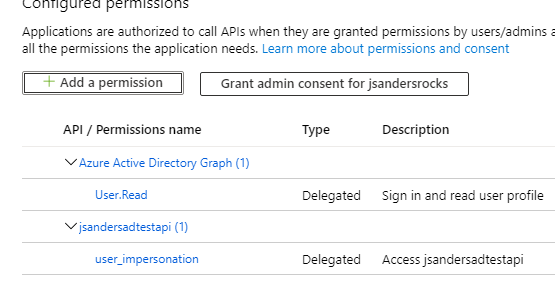 Configured permissions
Applications are authorized to call APIs when they are granted permissions by users/admins a
all the permissions the application needs. Learn more about permissions and consent
+ Add a permission Grant admin consent for jsandersrocks
API / Permissions name Type Description
Azure Active Directory Graph (1)
User.Read Delegated Sign in and read user profile
jsandersadtestapi (1)
user_impersonation Delegated Access jsandersadtestapi